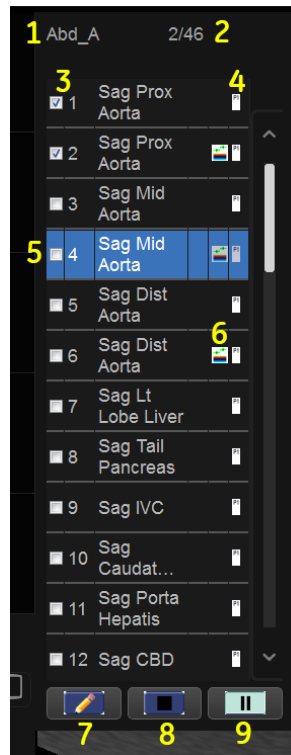 1 Abd_A 2/46 2
3 4
1 Sag Prox
Aorta
2 Sag Prox
Aorta
3 Sag Mid
Aorta
5 4 Sag Mid
Aorta
5 Sag Dist
Aorta
6
6 Sag Dist
Aorta
7 Sag Lt
Lobe Liver
8 Sag Tail
Pancreas
9 Sag IVC
10 Sag
Caudat...
11 Sag Porta
Hepatis
12 Sag CBD
7 8 9